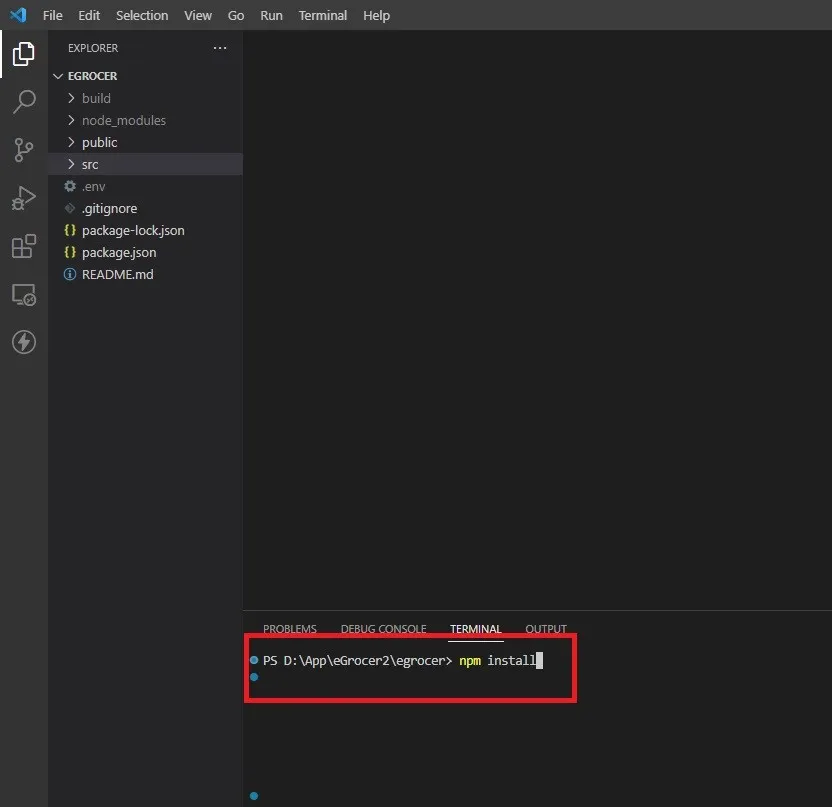 File Edit Selection View Go Run Terminal Help
EXPLORER ...
EGROCER
build
node_modules
public
src
.env
.gitignore
{} package-lock.json
{} package.json
README.md
PROBLEMS DEBUG CONSOLE TERMINAL OUTPUT
PS D:\App\eGrocer2\egrocer> npm install